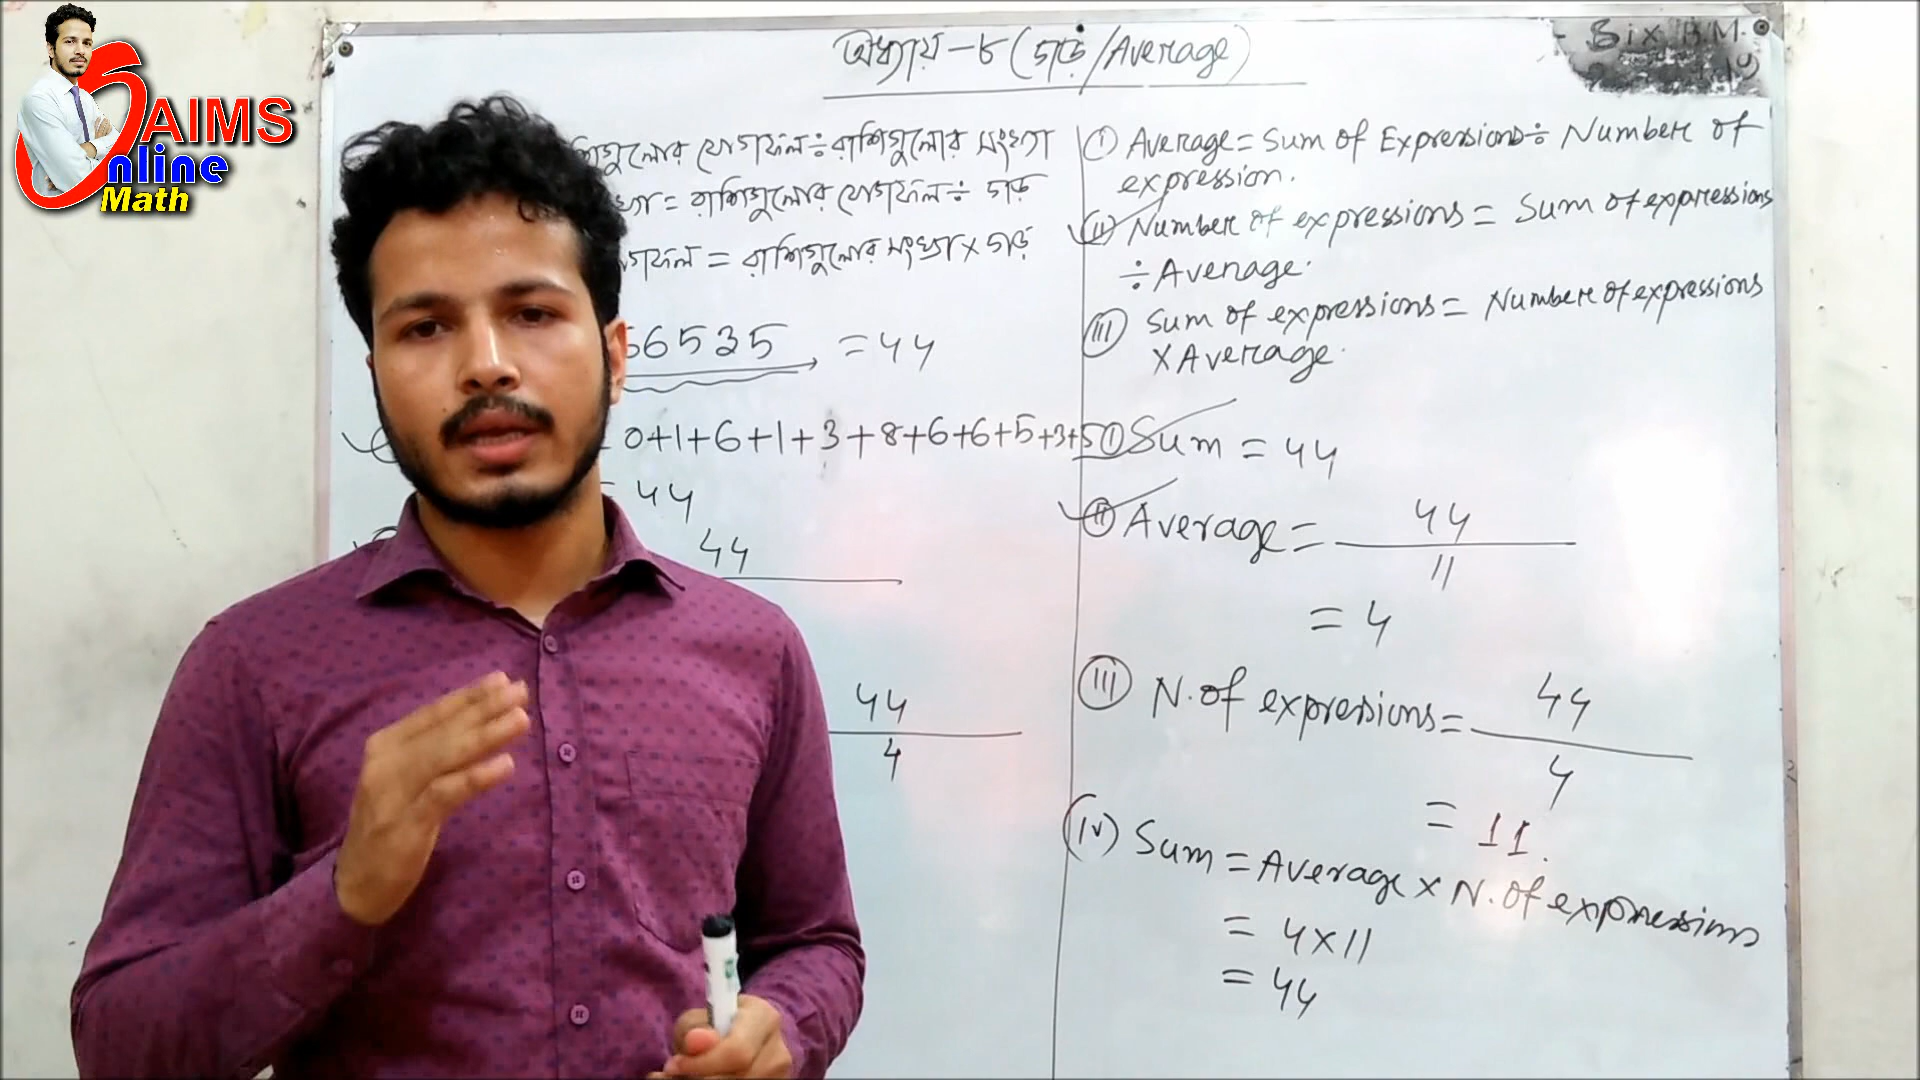 SAIMS
Online
Math
অধ্যায় - ৮ (গড় / Average)
Six B.M.
রাশিগুলোর যোগফল ÷ রাশিগুলোর সংখ্যা
= রাশিগুলোর যোগফল ÷ গড়
= রাশিগুলোর সংখ্যা × গড়
66535 = 44
0+1+6+1+3+8+6+6+5+3+5
= 44
44
44
4
(i) Average = Sum of Expressions ÷ Number of
expression.
(ii) Number of expressions = Sum of expressions
÷ Average.
(iii) Sum of expressions = Number of expressions
× Average.
(i) Sum = 44
(ii) Average = 44
11
= 4
(iii) N. of expressions = 44
4
= 11.
(iv) Sum = Average × N. of expressions
= 4 × 11
= 44